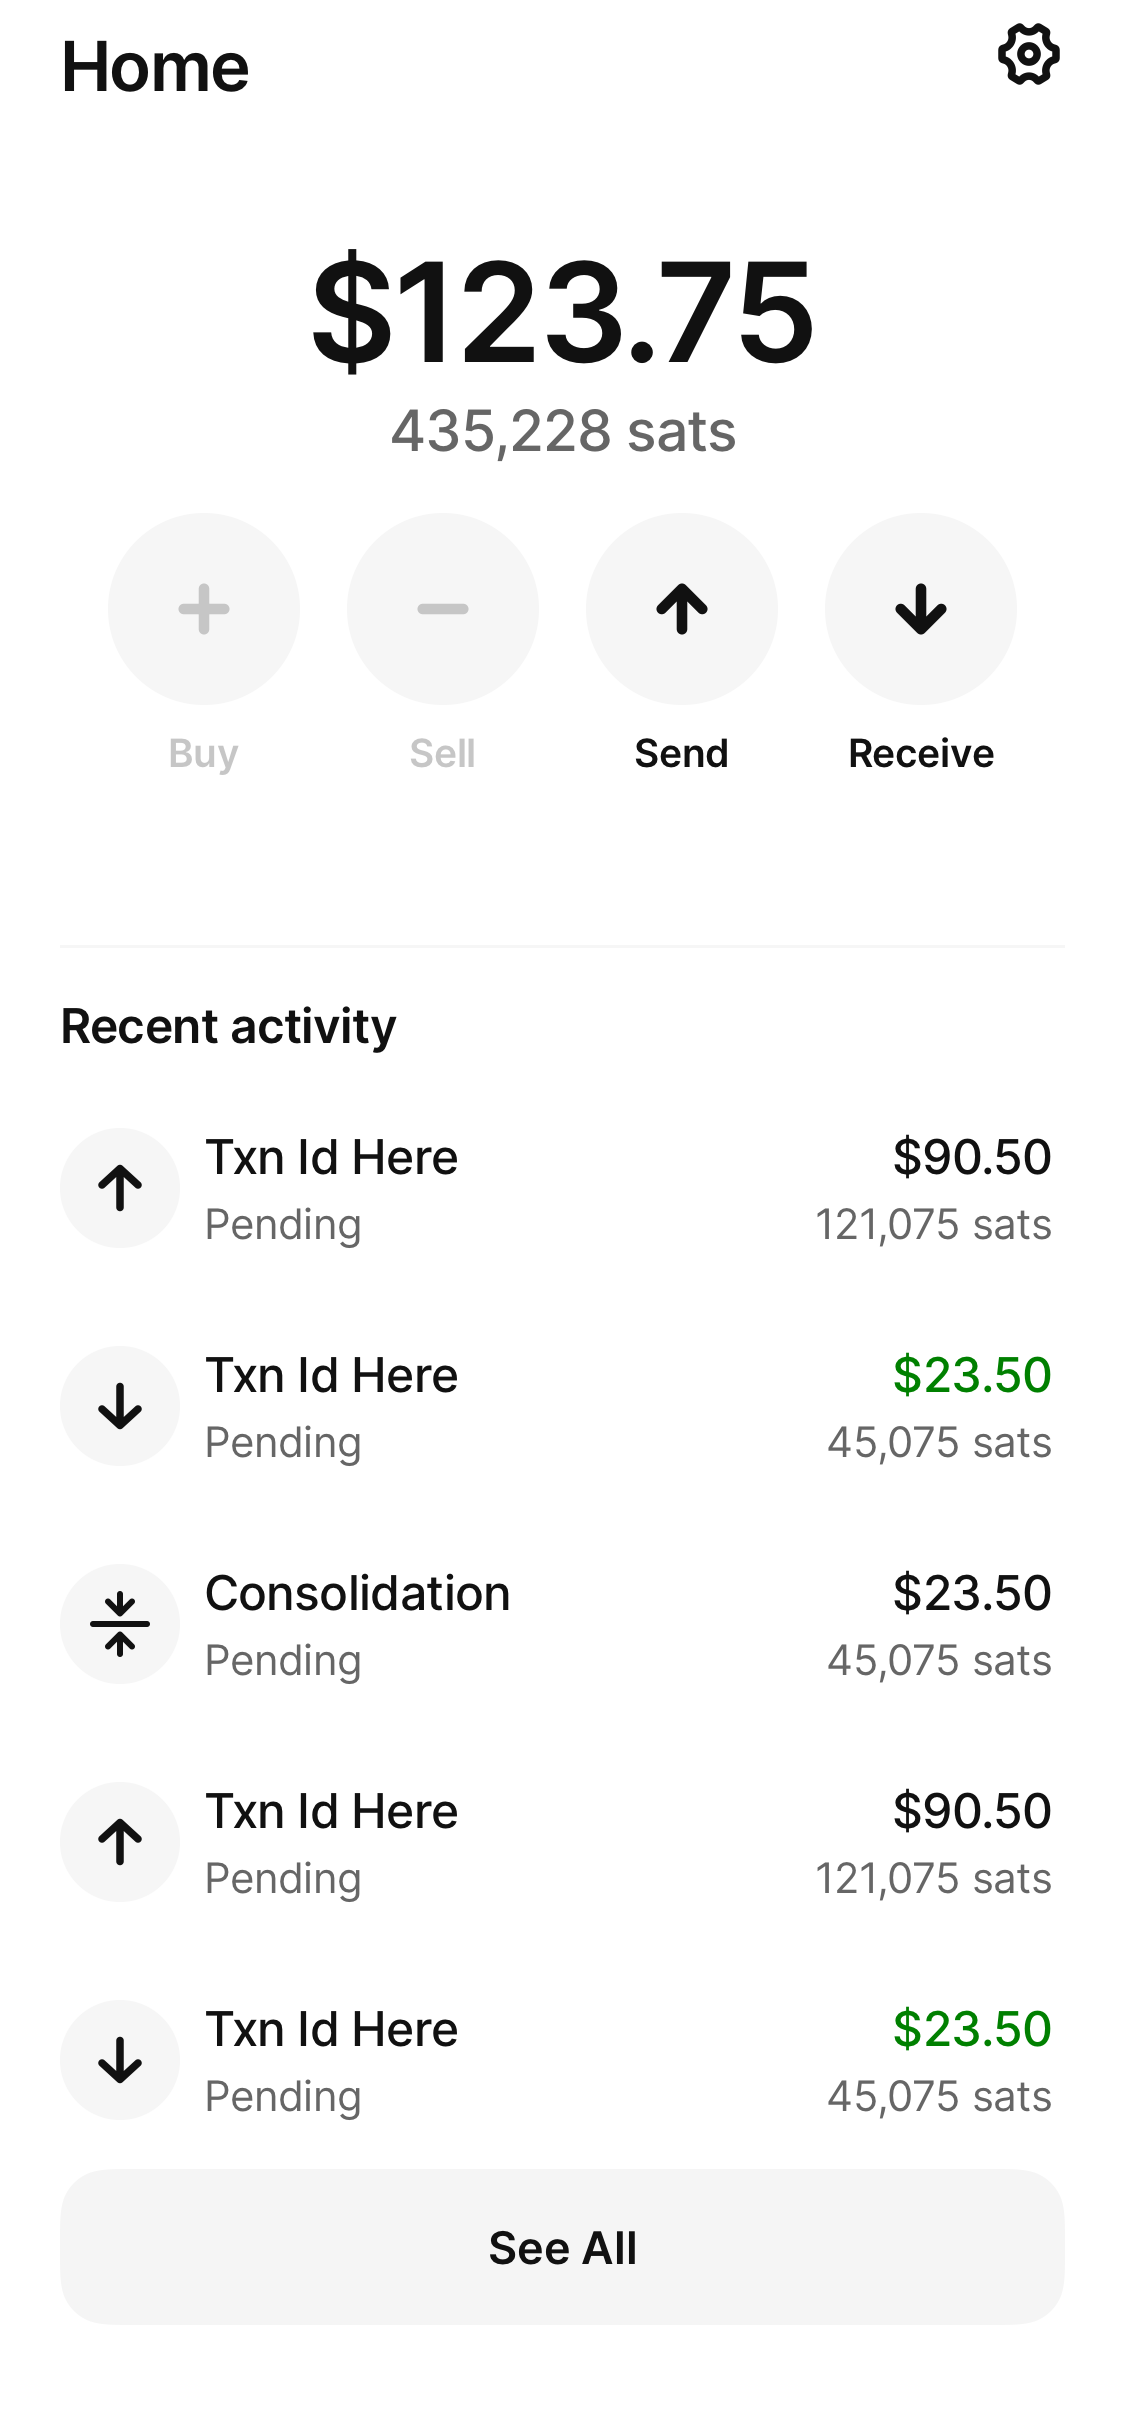 Home
$123.75
435,228 sats
Buy Sell Send Receive
Recent activity
Txn Id Here $90.50
Pending 121,075 sats
Txn Id Here $23.50
Pending 45,075 sats
Consolidation $23.50
Pending 45,075 sats
Txn Id Here $90.50
Pending 121,075 sats
Txn Id Here $23.50
Pending 45,075 sats
See All